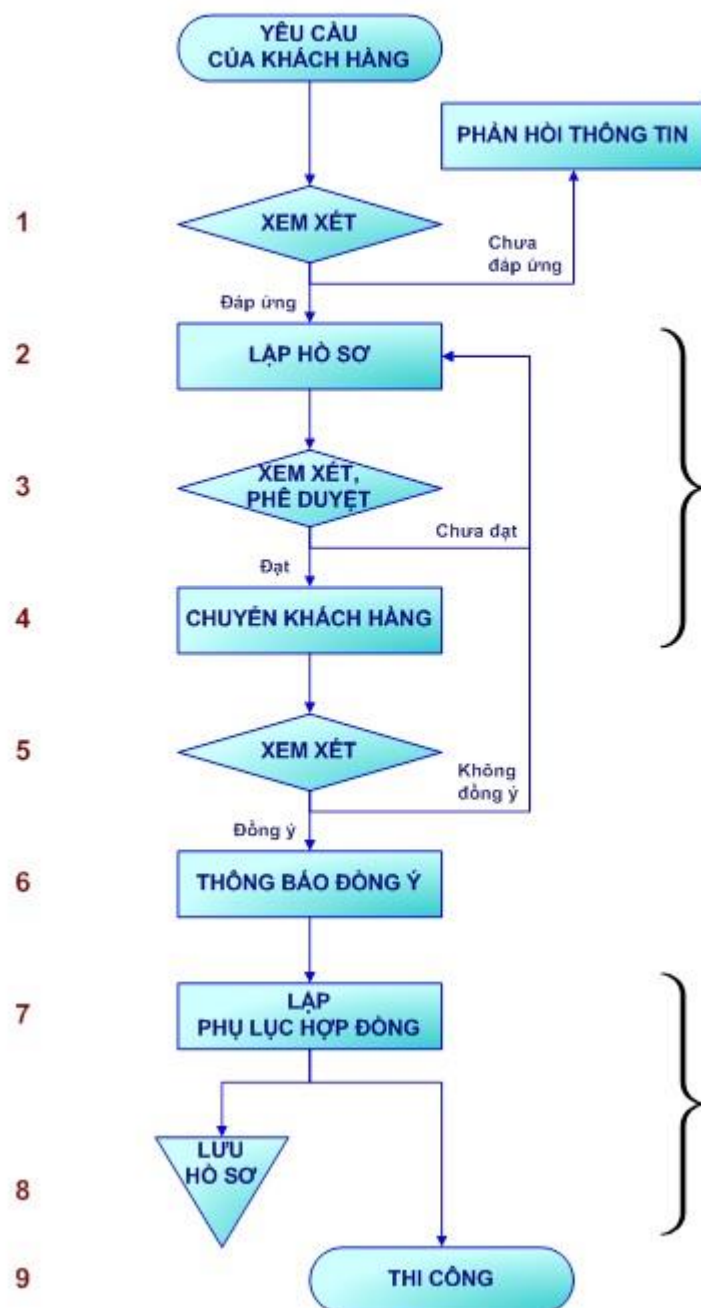 YÊU CẦU
CỦA KHÁCH HÀNG
PHẢN HỒI THÔNG TIN
1
XEM XÉT
Chưa
đáp ứng
Đáp ứng
2
LẬP HỒ SƠ
3
XEM XÉT,
PHÊ DUYỆT
Chưa đạt
Đạt
4
CHUYỂN KHÁCH HÀNG
5
XEM XÉT
Không
đồng ý
Đồng ý
6
THÔNG BÁO ĐỒNG Ý
7
LẬP
PHỤ LỤC HỢP ĐỒNG
LƯU
HỒ SƠ
8
9
THI CÔNG